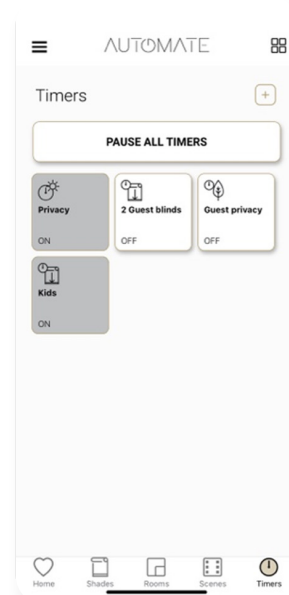 AUTOMATE
Timers
PAUSE ALL TIMERS
Privacy
ON
2 Guest blinds
OFF
Guest privacy
OFF
Kids
ON
Home
Shades
Rooms
Scenes
Timers